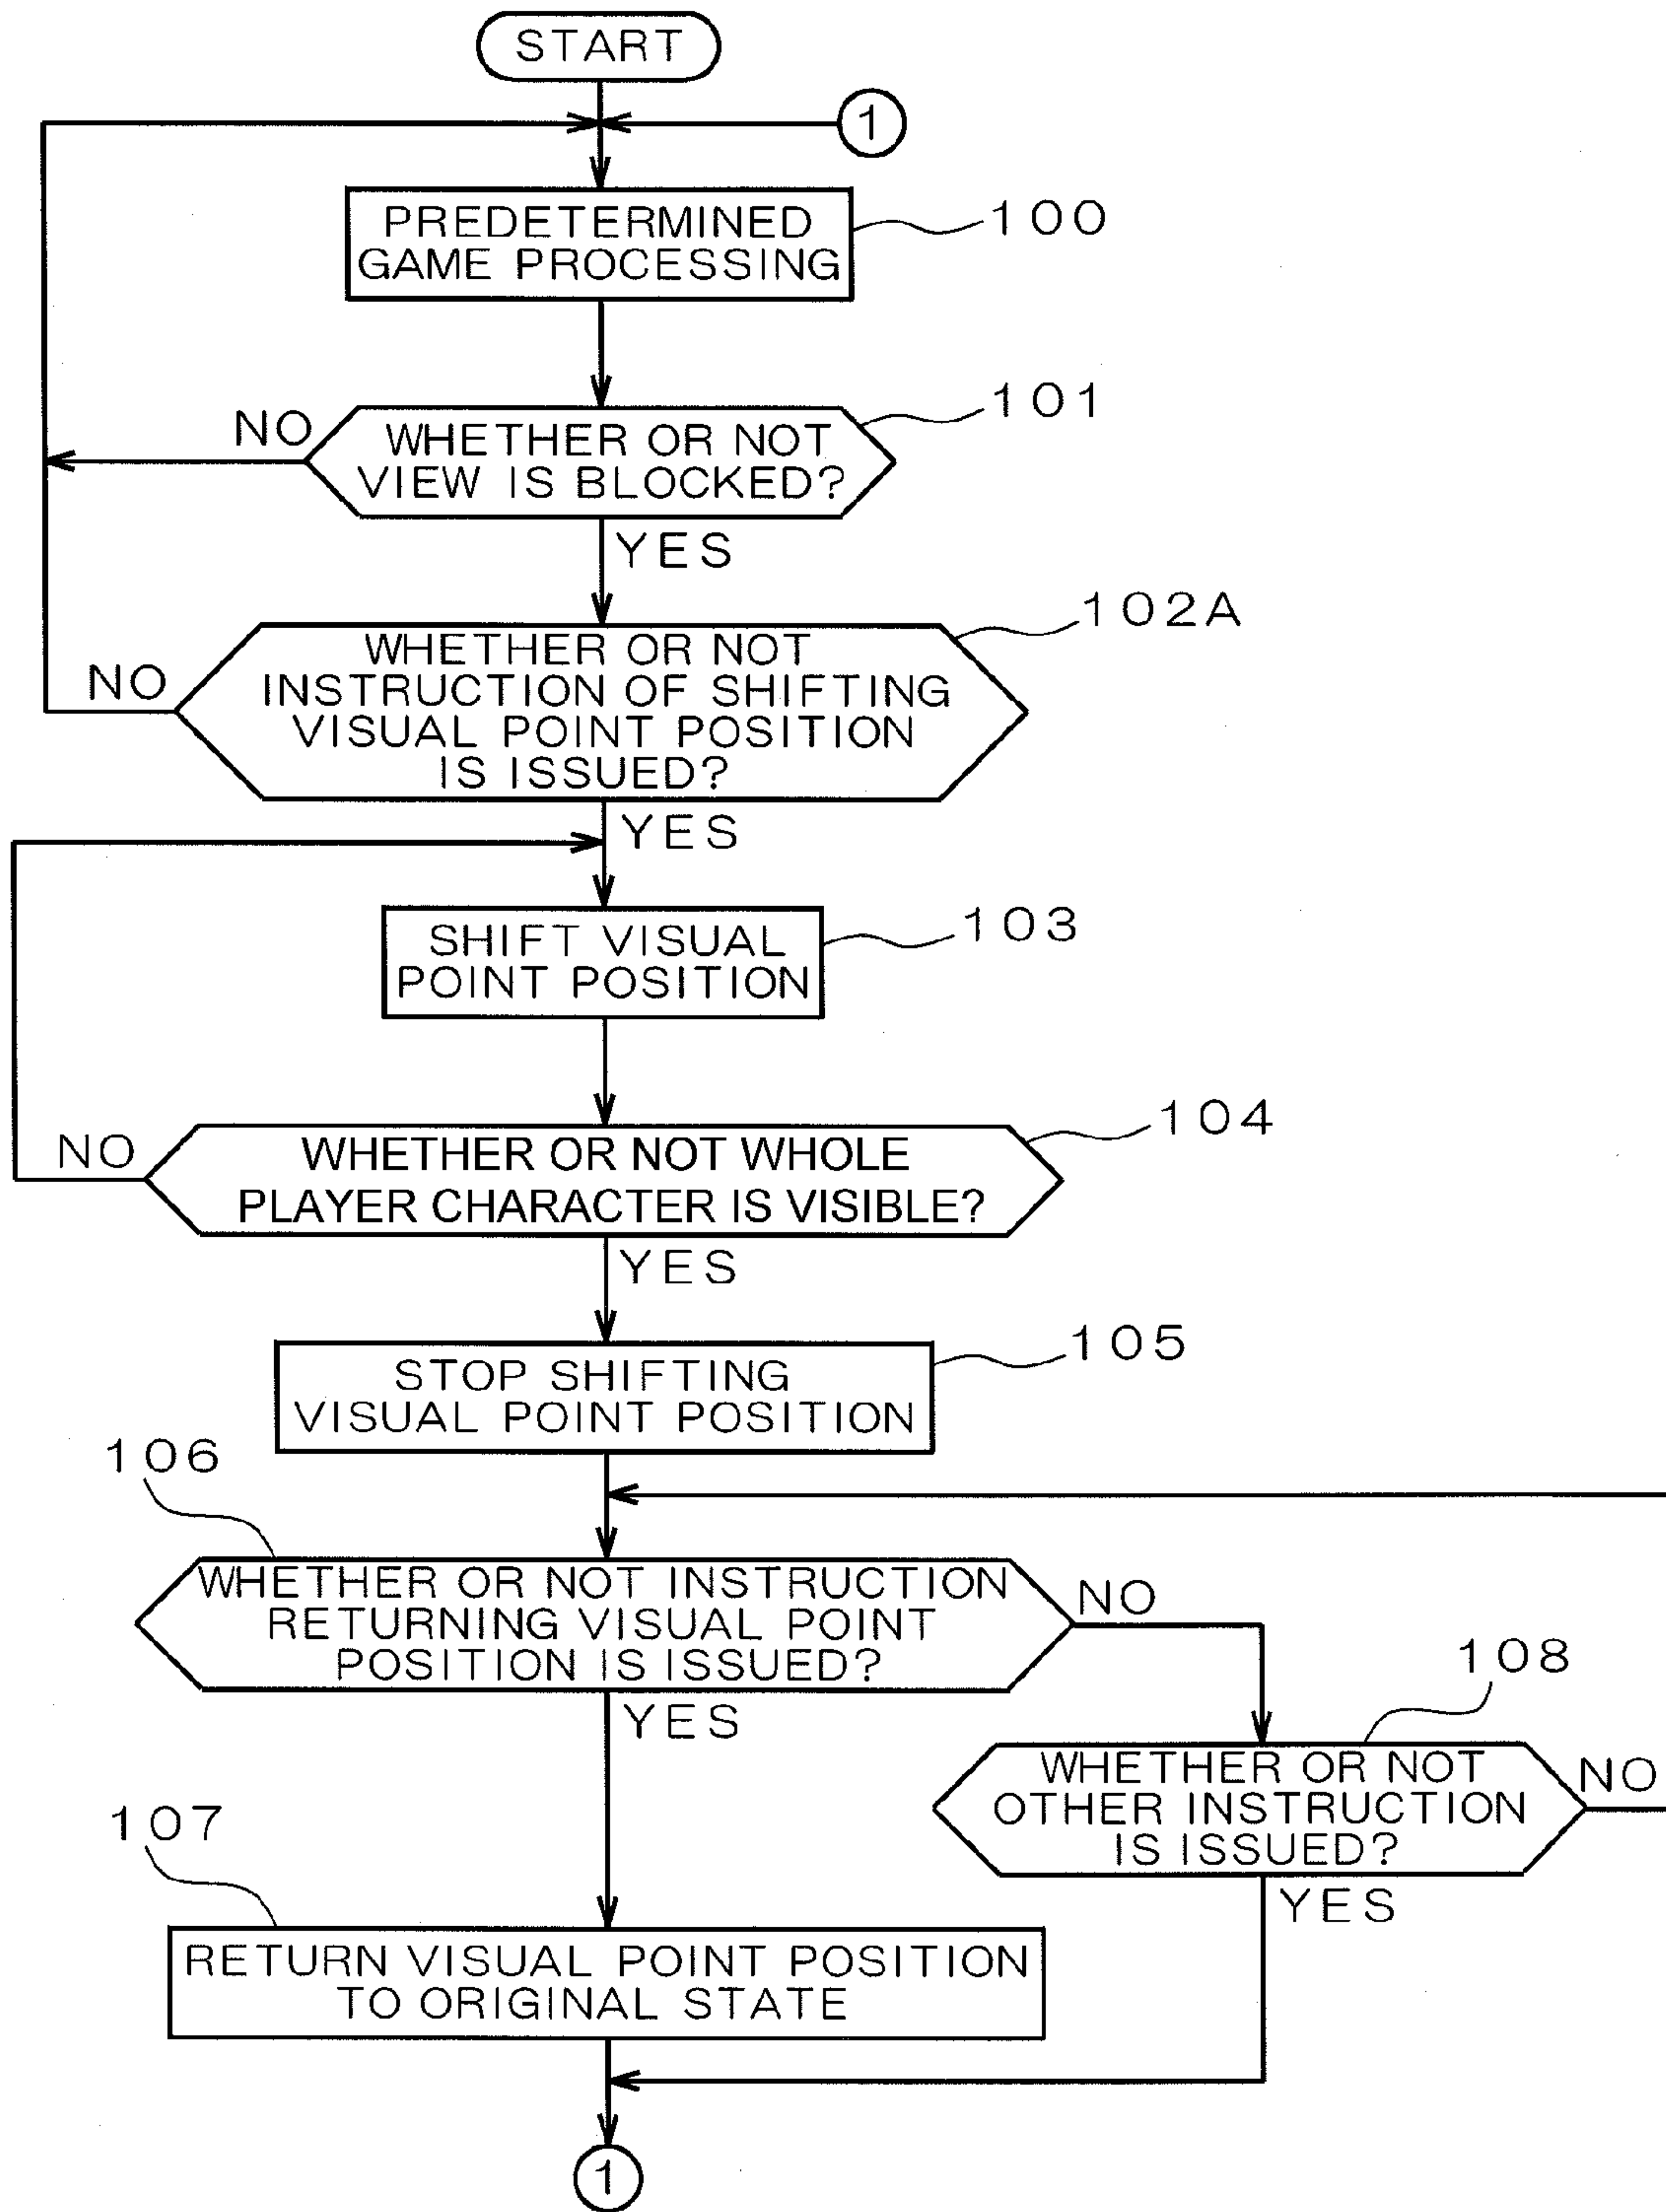 START
1
PREDETERMINED
GAME PROCESSING
100
WHETHER OR NOT
VIEW IS BLOCKED?
101
NO
YES
WHETHER OR NOT
INSTRUCTION OF SHIFTING
VISUAL POINT POSITION
IS ISSUED?
102A
NO
YES
SHIFT VISUAL
POINT POSITION
103
WHETHER OR NOT WHOLE
PLAYER CHARACTER IS VISIBLE?
104
NO
YES
STOP SHIFTING
VISUAL POINT POSITION
105
106
WHETHER OR NOT INSTRUCTION
RETURNING VISUAL POINT
POSITION IS ISSUED?
NO
YES
108
WHETHER OR NOT
OTHER INSTRUCTION
IS ISSUED?
NO
YES
107
RETURN VISUAL POINT POSITION
TO ORIGINAL STATE
1